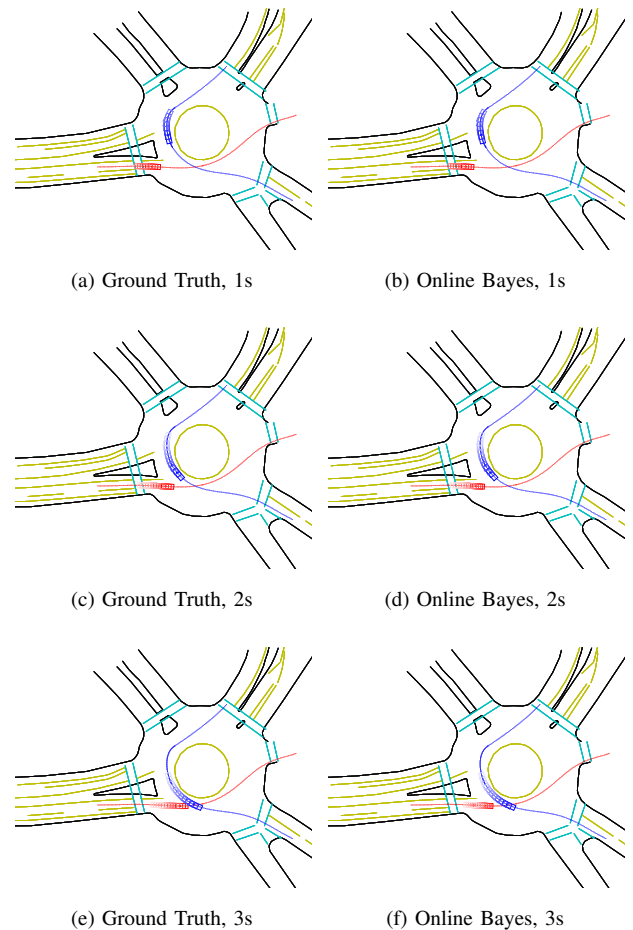 (a) Ground Truth, 1s
(b) Online Bayes, 1s
(c) Ground Truth, 2s
(d) Online Bayes, 2s
(e) Ground Truth, 3s
(f) Online Bayes, 3s